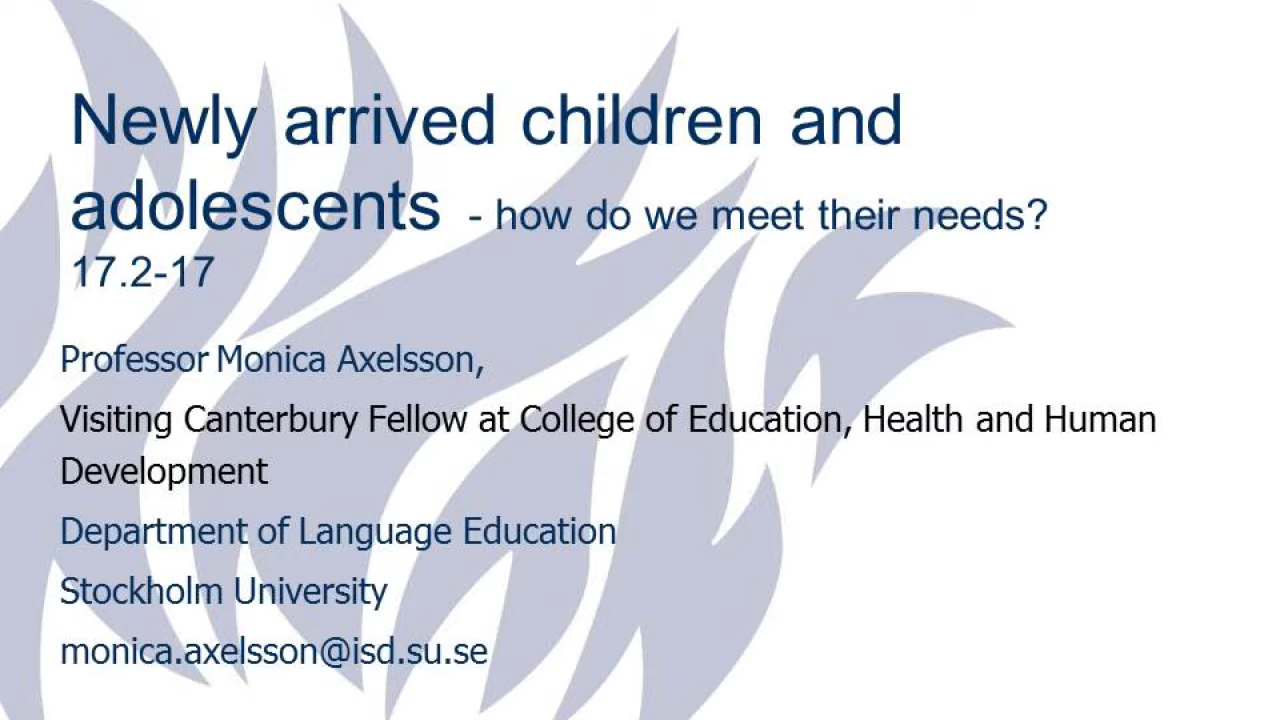 Newly arrived children and
adolescents - how do we meet their needs?
17.2-17
Professor Monica Axelsson,
Visiting Canterbury Fellow at College of Education, Health and Human
Development
Department of Language Education
Stockholm University
monica.axelsson@isd.su.se